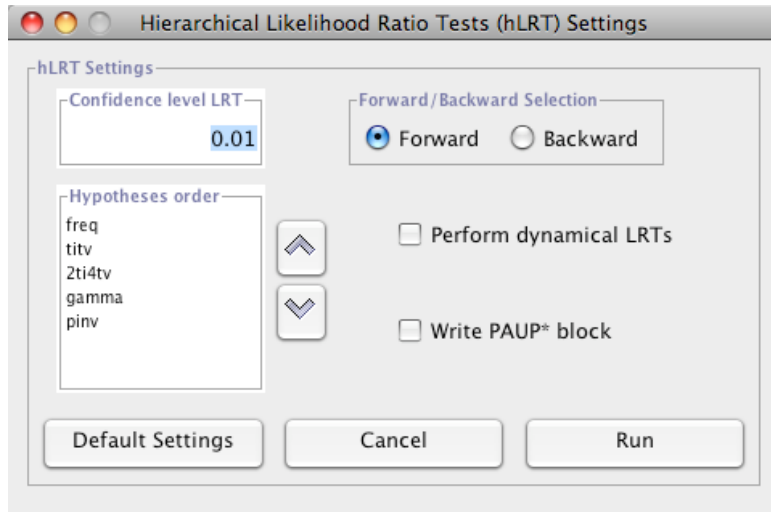 Hierarchical Likelihood Ratio Tests (hLRT) Settings
hLRT Settings
Confidence level LRT
0.01
Forward/Backward Selection
Forward
Backward
Hypotheses order
freq
titv
2ti4tv
gamma
pinv
Perform dynamical LRTs
Write PAUP* block
Default Settings
Cancel
Run